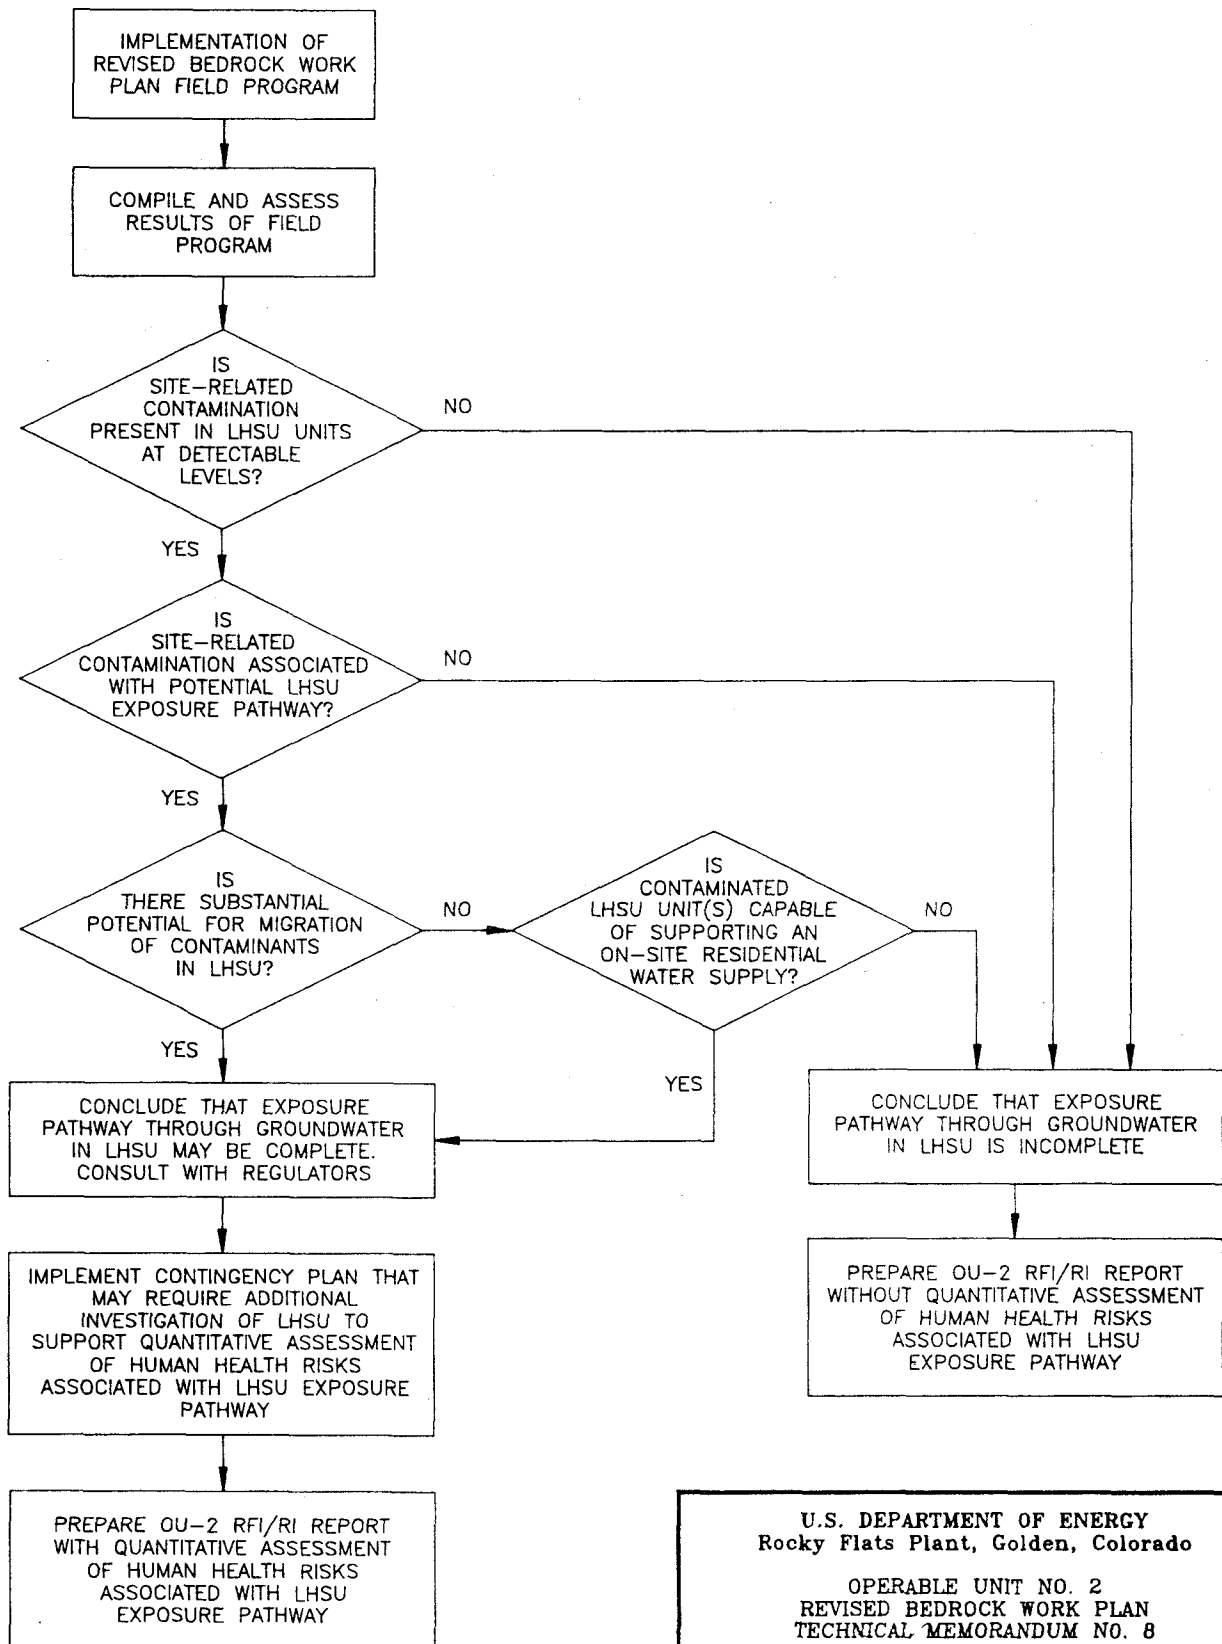 IMPLEMENTATION OF
REVISED BEDROCK WORK
PLAN FIELD PROGRAM
COMPILE AND ASSESS
RESULTS OF FIELD
PROGRAM
IS
SITE-RELATED
CONTAMINATION
PRESENT IN LHSU UNITS
AT DETECTABLE
LEVELS?
NO
YES
IS
SITE-RELATED
CONTAMINATION ASSOCIATED
WITH POTENTIAL LHSU
EXPOSURE PATHWAY?
NO
YES
IS
THERE SUBSTANTIAL
POTENTIAL FOR MIGRATION
OF CONTAMINANTS
IN LHSU?
NO
YES
IS
CONTAMINATED
LHSU UNIT(S) CAPABLE
OF SUPPORTING AN
ON-SITE RESIDENTIAL
WATER SUPPLY?
NO
YES
CONCLUDE THAT EXPOSURE
PATHWAY THROUGH GROUNDWATER
IN LHSU MAY BE COMPLETE.
CONSULT WITH REGULATORS
CONCLUDE THAT EXPOSURE
PATHWAY THROUGH GROUNDWATER
IN LHSU IS INCOMPLETE
IMPLEMENT CONTINGENCY PLAN THAT
MAY REQUIRE ADDITIONAL
INVESTIGATION OF LHSU TO
SUPPORT QUANTITATIVE ASSESSMENT
OF HUMAN HEALTH RISKS
ASSOCIATED WITH LHSU EXPOSURE
PATHWAY
PREPARE OU-2 RFI/RI REPORT
WITHOUT QUANTITATIVE ASSESSMENT
OF HUMAN HEALTH RISKS
ASSOCIATED WITH LHSU
EXPOSURE PATHWAY
PREPARE OU-2 RFI/RI REPORT
WITH QUANTITATIVE ASSESSMENT
OF HUMAN HEALTH RISKS
ASSOCIATED WITH LHSU
EXPOSURE PATHWAY
U.S. DEPARTMENT OF ENERGY
Rocky Flats Plant, Golden, Colorado
OPERABLE UNIT NO. 2
REVISED BEDROCK WORK PLAN
TECHNICAL MEMORANDUM NO. 8